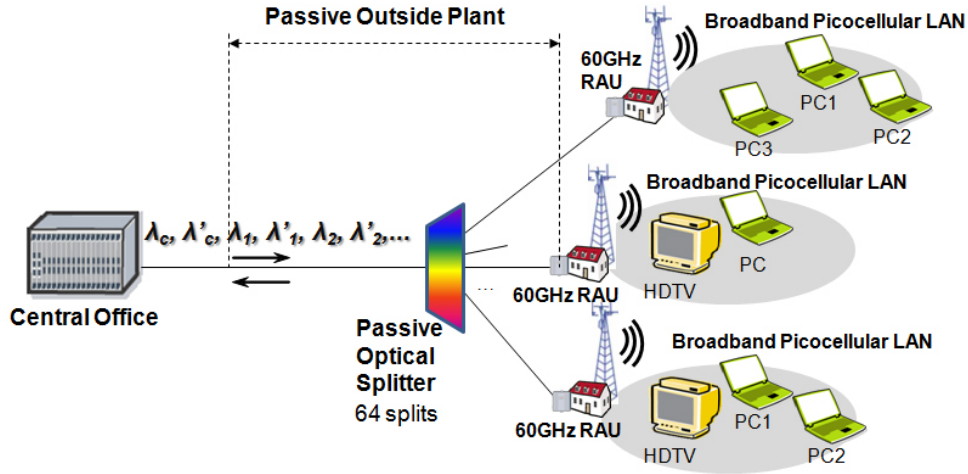 Passive Outside Plant
Broadband Picocellular LAN
60GHz
RAU
PC1
PC2
PC3
Broadband Picocellular LAN
λc, λ'c, λ1, λ'1, λ2, λ'2,...
PC
HDTV
Central Office
60GHz RAU
...
Passive
Optical
Splitter
64 splits
Broadband Picocellular LAN
60GHz RAU
HDTV
PC1
PC2